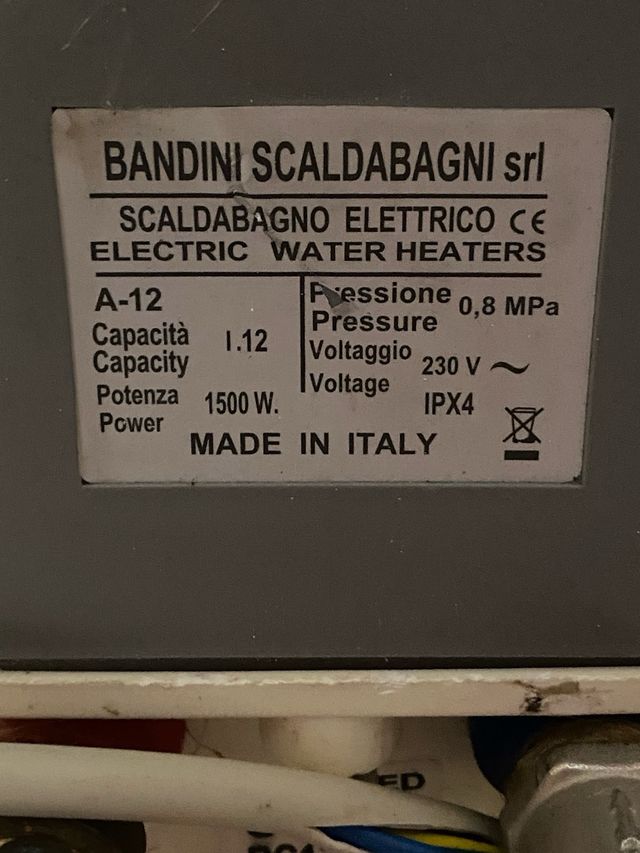 BANDINI SCALDABAGNI srl
SCALDABAGNO ELETTRICO CE
ELECTRIC WATER HEATERS
A-12
Capacità
Capacity
l.12
Potenza
Power
1500 W.
Pressione
Pressure
0,8 MPa
Voltaggio
Voltage
230 V ~
IPX4
MADE IN ITALY
ED